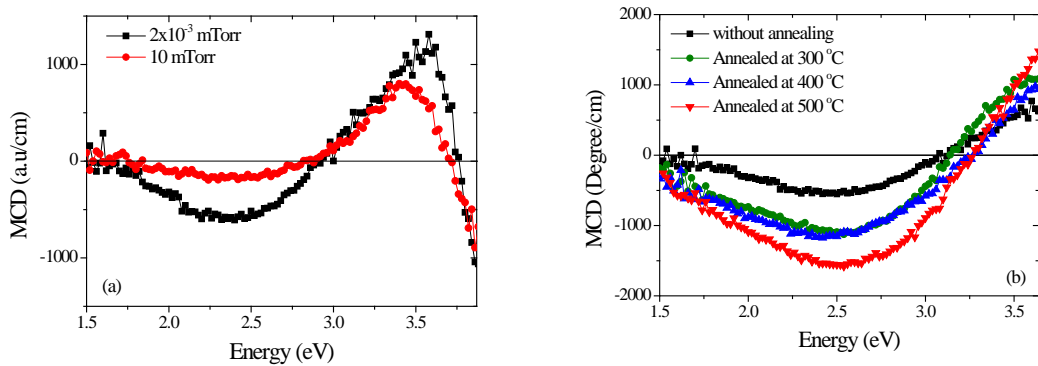 2x10⁻³ mTorr
10 mTorr
1000
0
-1000
MCD (a.u/cm)
(a)
1.5 2.0 2.5 3.0 3.5
Energy (eV)
(b)
without annealing
Annealed at 300 °C
Annealed at 400 °C
Annealed at 500 °C
2000
1000
0
-1000
-2000
MCD (Degree/cm)
(b)
1.5 2.0 2.5 3.0 3.5
Energy (eV)